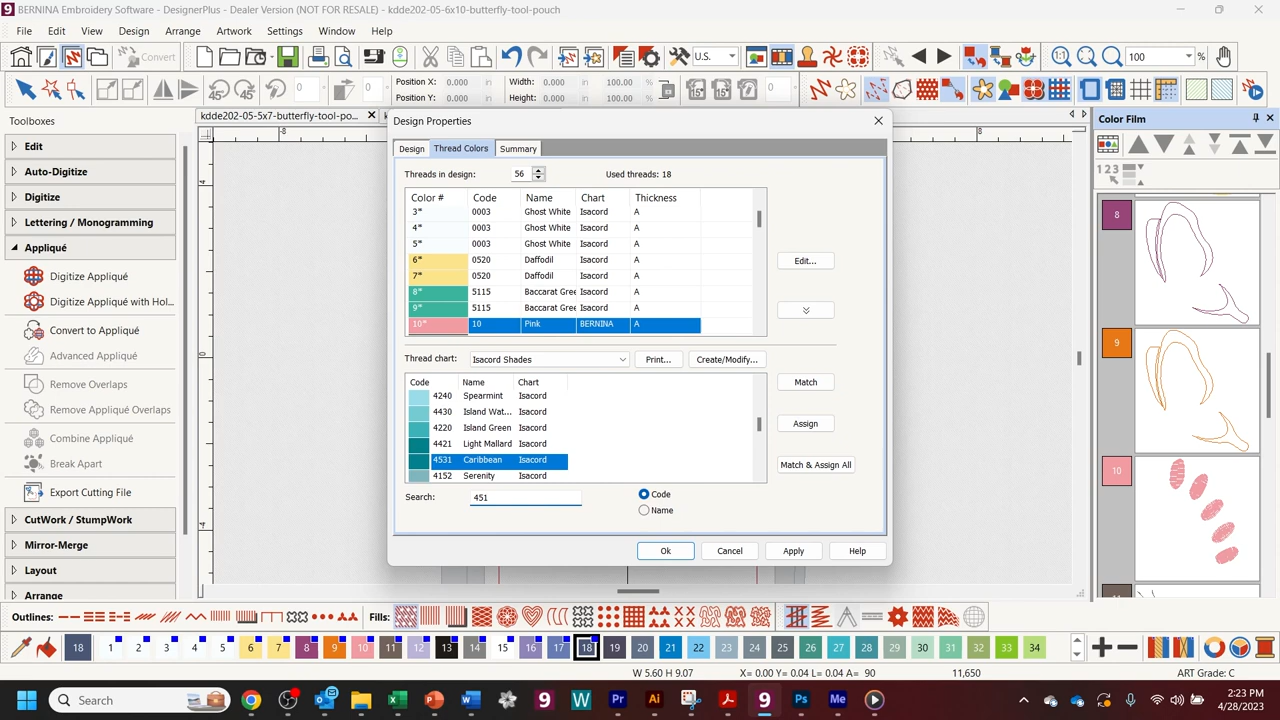 BERNINA Embroidery Software - DesignerPlus - Dealer Version (NOT FOR RESALE) - kdde202-05-6x10-butterfly-tool-pouch
File Edit View Design Arrange Artwork Settings Window Help
Convert U.S. 100 %
0 0 Position X: 0.000 in Width: 0.000 in 100.00 % 0
Position Y: 0.000 in Height: 0.000 in 100.00 %
Toolboxes
kdde202-05-5x7-butterfly-tool-po...
Edit
Auto-Digitize
Digitize
Lettering / Monogramming
Appliqué
Digitize Appliqué
Digitize Appliqué with Hol...
Convert to Appliqué
Advanced Appliqué
Remove Overlaps
Remove Appliqué Overlaps
Combine Appliqué
Break Apart
Export Cutting File
CutWork / StumpWork
Mirror-Merge
Layout
Arrange
Design Properties
Design Thread Colors Summary
Threads in design: 56 Used threads: 18
Color # Code Name Chart Thickness
3* 0003 Ghost White Isacord A
4* 0003 Ghost White Isacord A
5* 0003 Ghost White Isacord A
6* 0520 Daffodil Isacord A
7* 0520 Daffodil Isacord A
8* 5115 Baccarat Gree Isacord A
9* 5115 Baccarat Gree Isacord A
10* 10 Pink BERNINA A
Edit...
Thread chart: Isacord Shades Print... Create/Modify...
Code Name Chart
4240 Spearmint Isacord
4430 Island Wat... Isacord
4220 Island Green Isacord
4421 Light Mallard Isacord
4531 Caribbean Isacord
4152 Serenity Isacord
Match
Assign
Match & Assign All
Search: 451
Code
Name
Ok Cancel Apply Help
Color Film
8
9
10
Outlines: Fills:
18 1 2 3 4 5 6 7 8 9 10 11 12 13 14 15 16 17 18 19 20 21 22 23 24 25 26 27 28 29 30 31 32 33 34
W 5.60 H 9.07 X= 0.00 Y= 0.04 L= 0.04 A= 90 11,650 ART Grade: C
Search
2:23 PM
4/28/2023